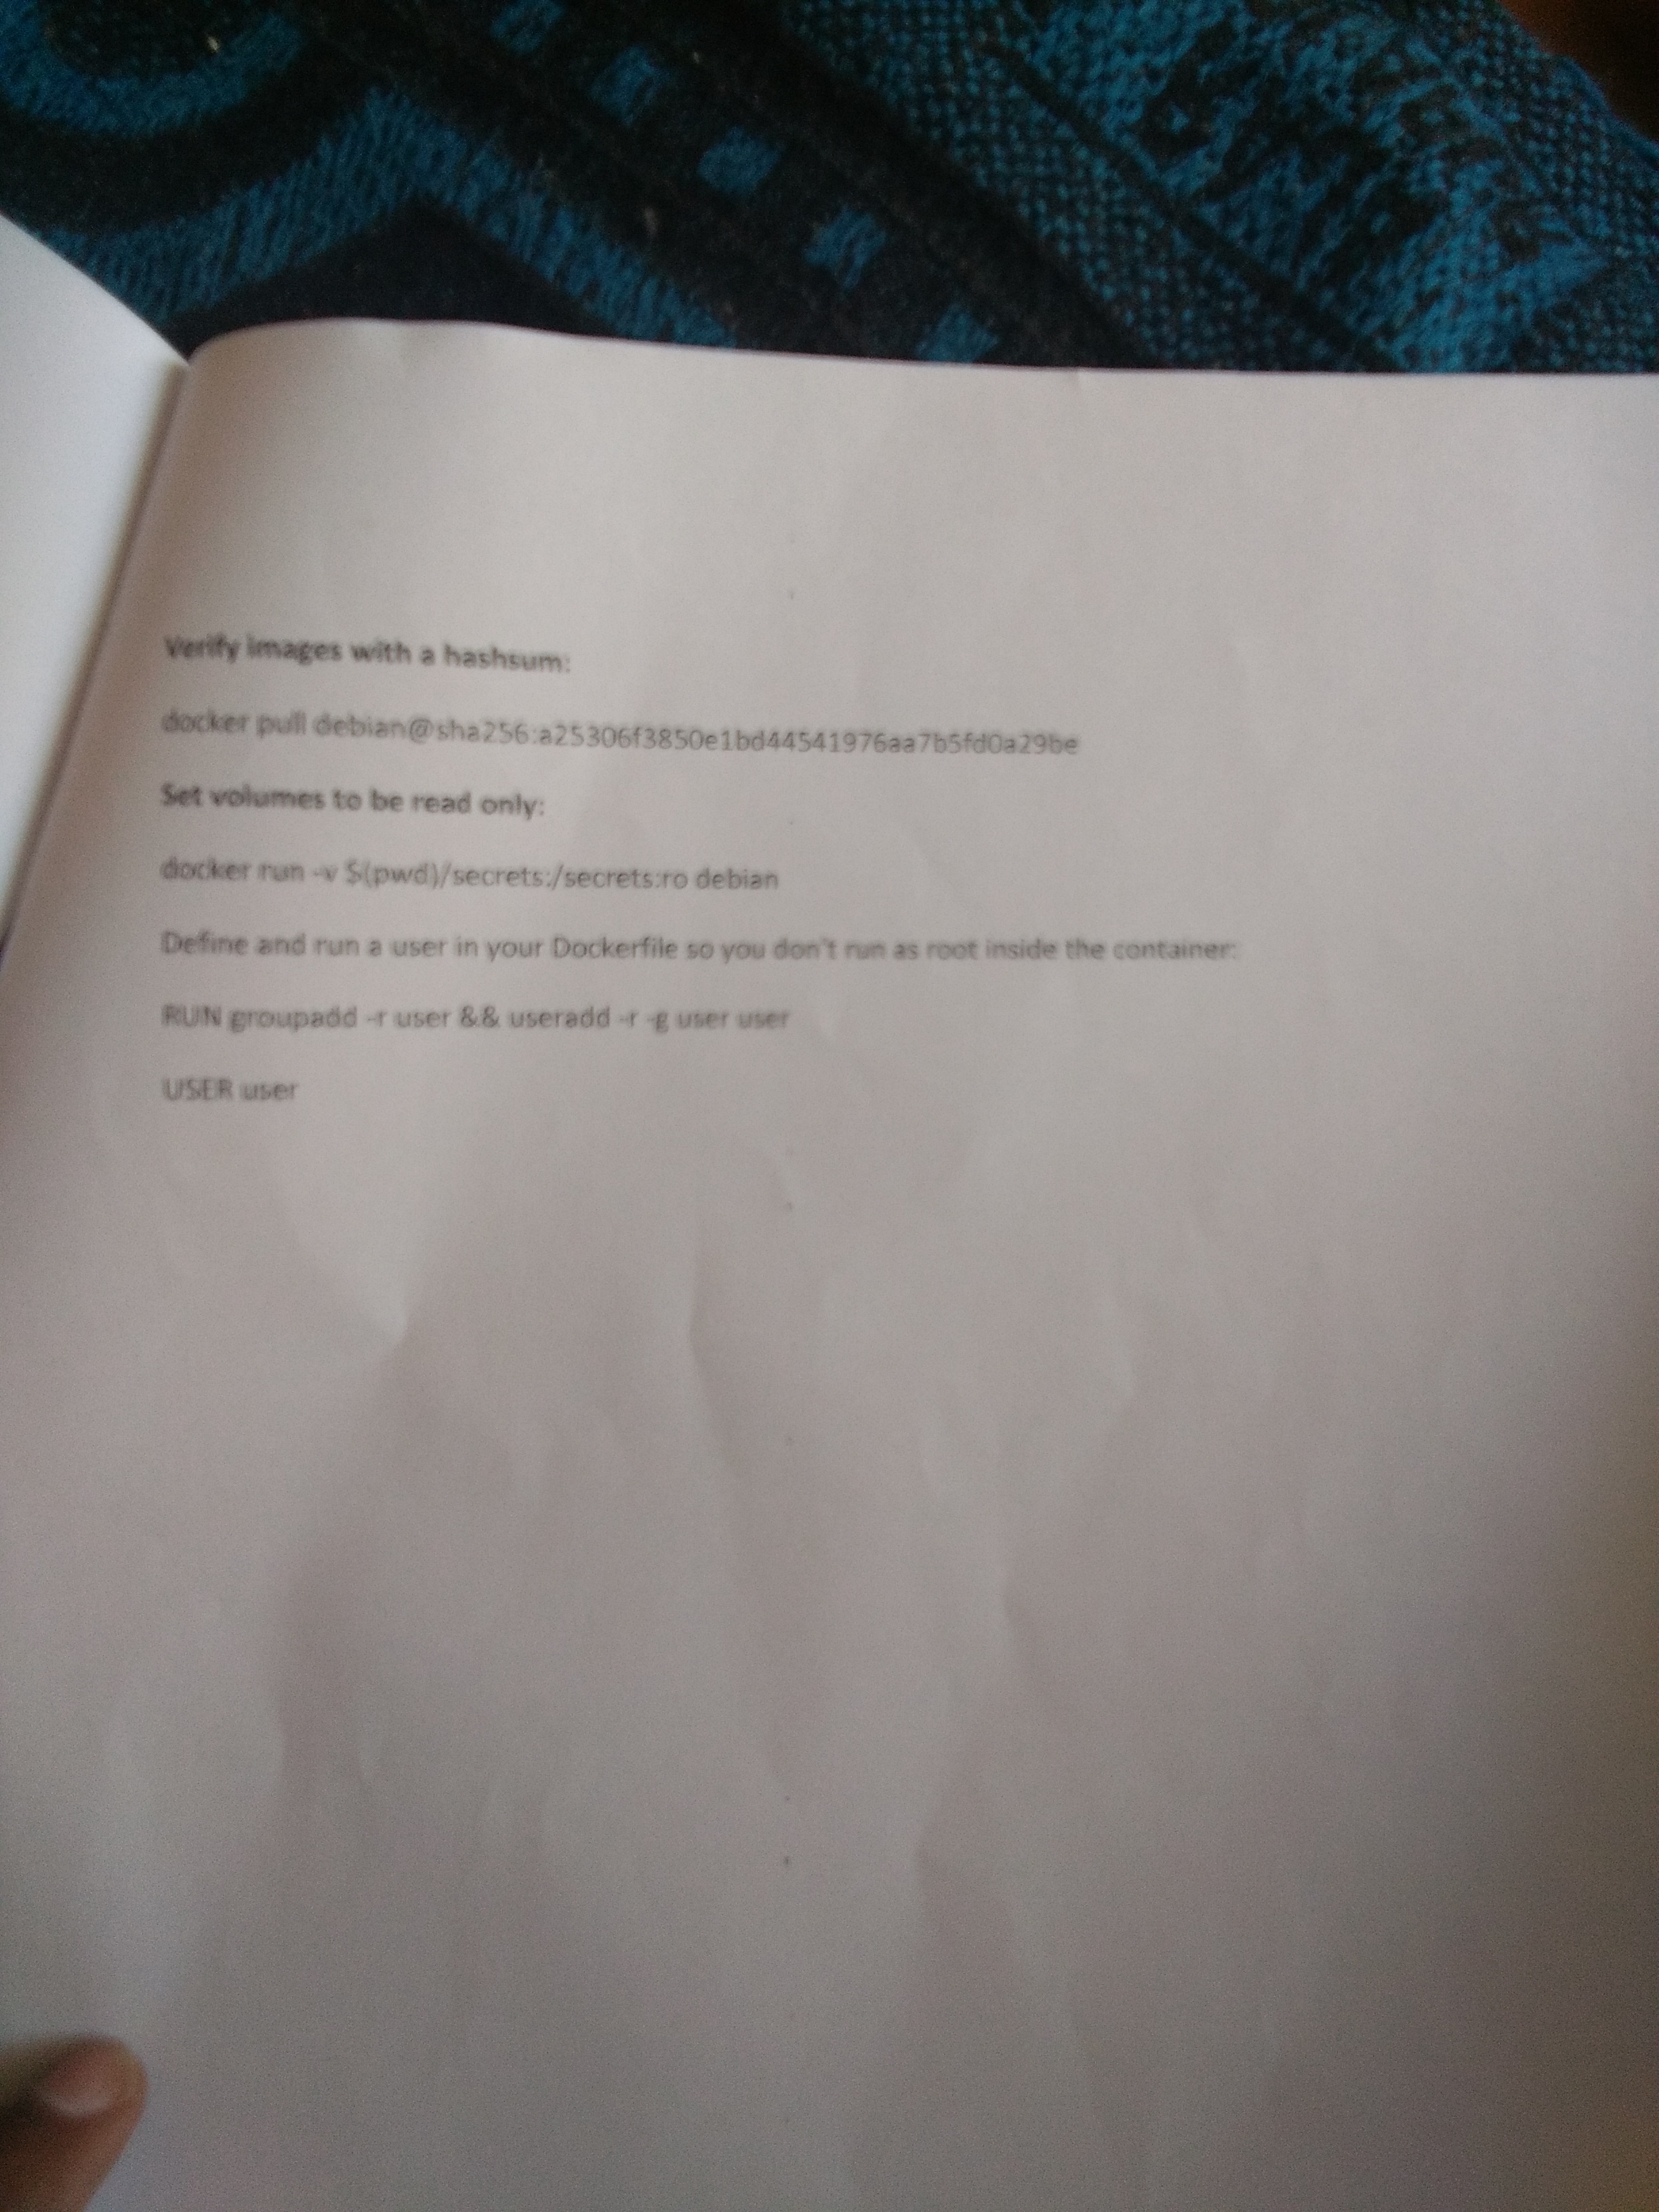 Verify images with a hashsum:
docker pull debian@sha256:a25306f3850e1bd44541976aa7b5fd0a29be
Set volumes to be read only:
docker run -v $(pwd)/secrets:/secrets:ro debian
Define and run a user in your Dockerfile so you don't run as root inside the container:
RUN groupadd -r user && useradd -r -g user user
USER user